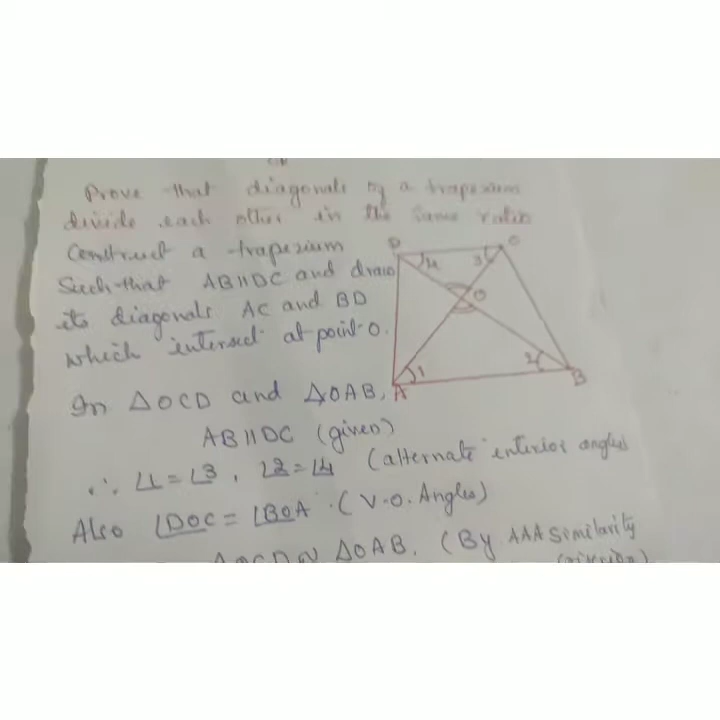 Prove that diagonals of a trapezium
divide each other in the same ratio
Construct a trapezium
Such that AB||DC and draw
its diagonals AC and BD
which intersect at point O.
D C
4 3
O
1 2
A B
In △OCD and △OAB,
AB||DC (given)
∴ ∠1=∠3, ∠2=∠4 (alternate interior angles
Also ∠DOC = ∠BOA. (V.O. Angles)
△OCD ~ △OAB. (By AAA Similarity